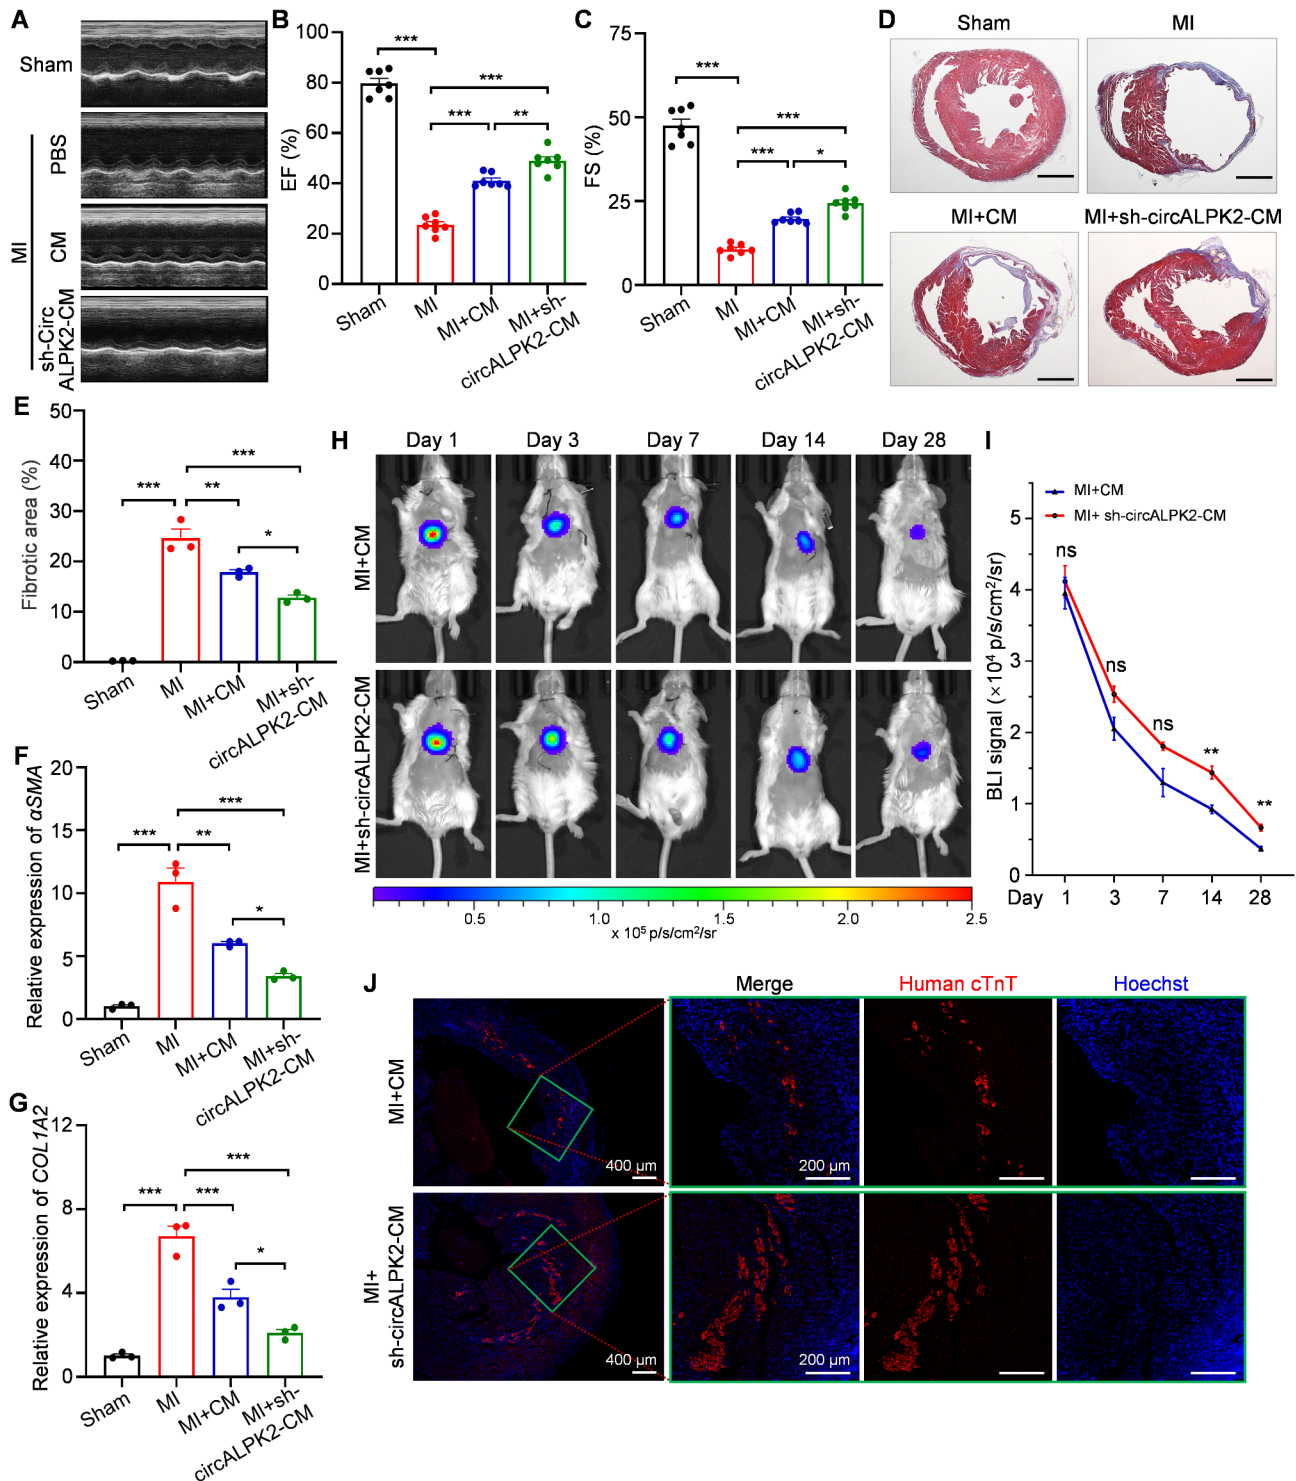 A
Sham
MI
PBS
CM
sh-Circ
ALPK2-CM
B
EF (%)
100
80
60
40
20
0
***
***
***
**
Sham
MI
MI+CM
MI+sh-
circALPK2-CM
C
FS (%)
75
50
25
0
***
***
***
*
Sham
MI
MI+CM
MI+sh-
circALPK2-CM
D
Sham
MI
MI+CM
MI+sh-circALPK2-CM
E
Fibrotic area (%)
50
40
30
20
10
0
***
***
**
*
Sham
MI
MI+CM
MI+sh-
circALPK2-CM
F
Relative expression of αSMA
20
15
10
5
0
***
***
**
*
Sham
MI
MI+CM
MI+sh-
circALPK2-CM
G
Relative expression of COL1A2
12
8
4
0
***
***
***
*
Sham
MI
MI+CM
MI+sh-
circALPK2-CM
H
Day 1
Day 3
Day 7
Day 14
Day 28
MI+CM
MI+sh-circALPK2-CM
0.5
1.0
1.5
2.0
2.5
x 10⁵ p/s/cm²/sr
I
MI+CM
MI+ sh-circALPK2-CM
BLI signal (×10⁴ p/s/cm²/sr)
5
4
3
2
1
0
ns
ns
ns
**
**
Day
1
3
7
14
28
J
Merge
Human cTnT
Hoechst
MI+CM
400 µm
200 µm
MI+
sh-circALPK2-CM
400 µm
200 µm